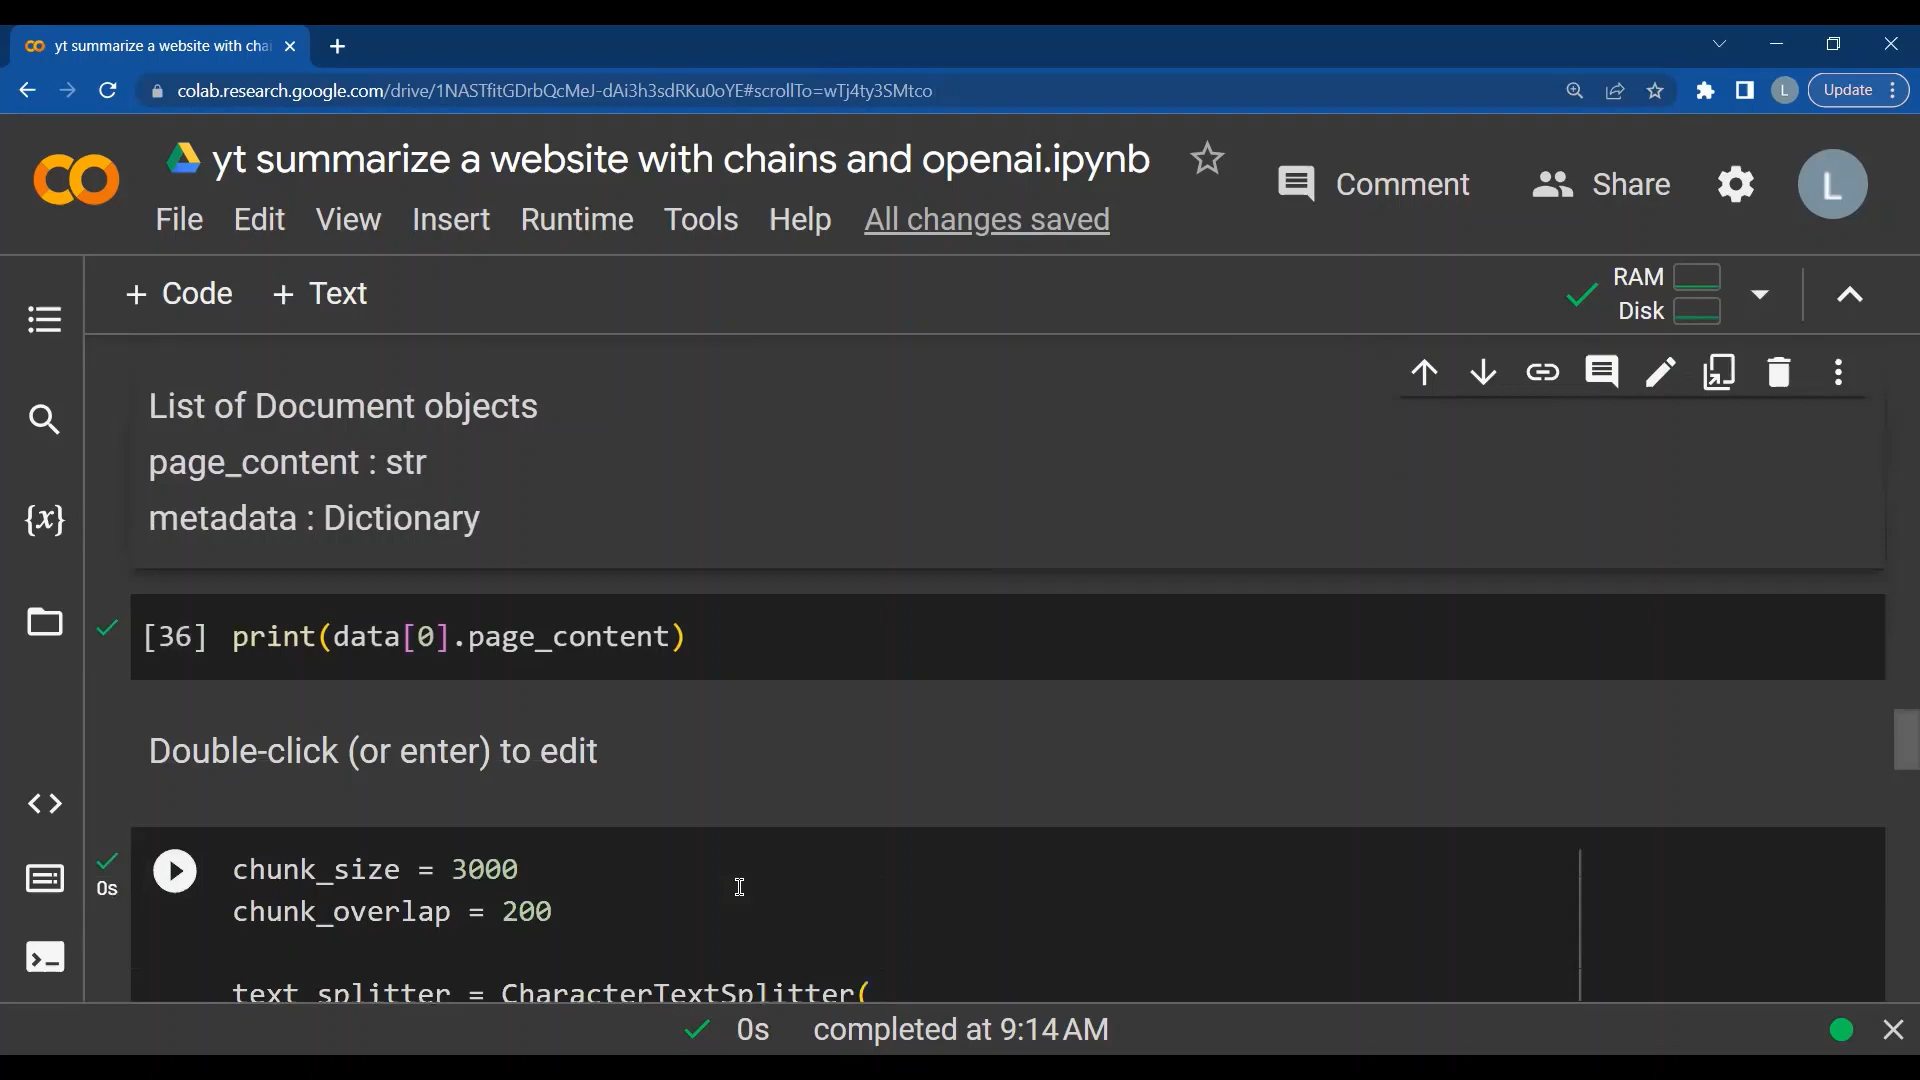 yt summarize a website with cha
colab.research.google.com/drive/1NASTfitGDrbQcMeJ-dAi3h3sdRKu0oYE#scrollTo=wTj4ty3SMtco
L
Update
yt summarize a website with chains and openai.ipynb
Comment
Share
L
File Edit View Insert Runtime Tools Help All changes saved
+ Code + Text
RAM
Disk
List of Document objects
page_content : str
metadata : Dictionary
{x}
[36] print(data[0].page_content)
Double-click (or enter) to edit
0s
chunk_size = 3000
chunk_overlap = 200
text_splitter = CharacterTextSplitter(
0s completed at 9:14 AM